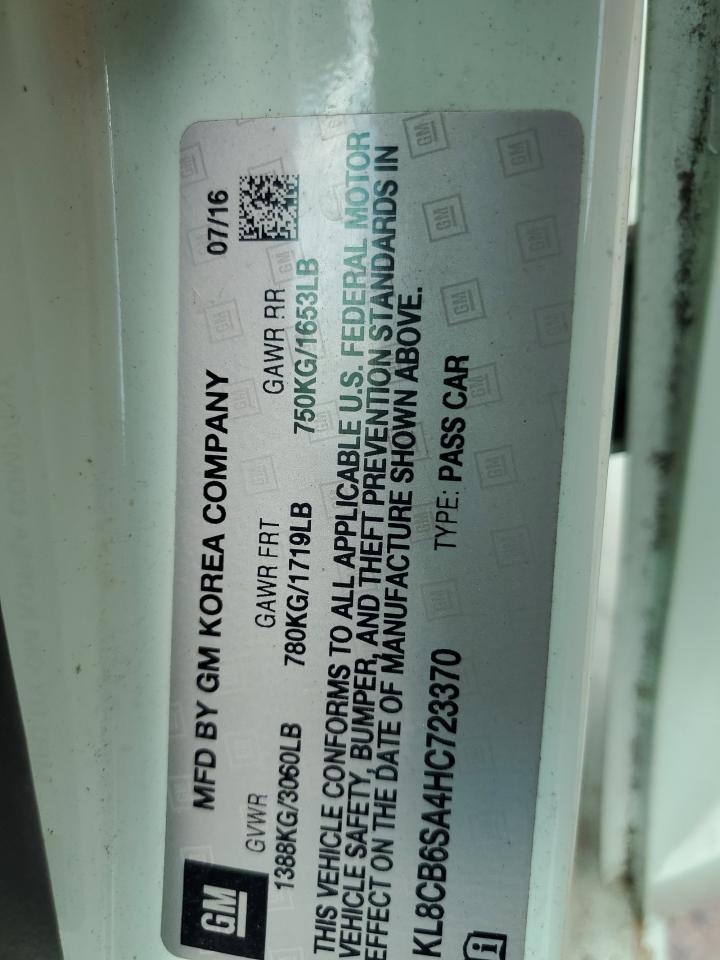 GM
MFD BY GM KOREA COMPANY 07/16
GVWR GAWR FRT GAWR RR
1388KG/3060LB 780KG/1719LB 750KG/1653LB
THIS VEHICLE CONFORMS TO ALL APPLICABLE U.S. FEDERAL MOTOR
VEHICLE SAFETY, BUMPER, AND THEFT PREVENTION STANDARDS IN
EFFECT ON THE DATE OF MANUFACTURE SHOWN ABOVE.
KL8CB6SA4HC723370 TYPE: PASS CAR